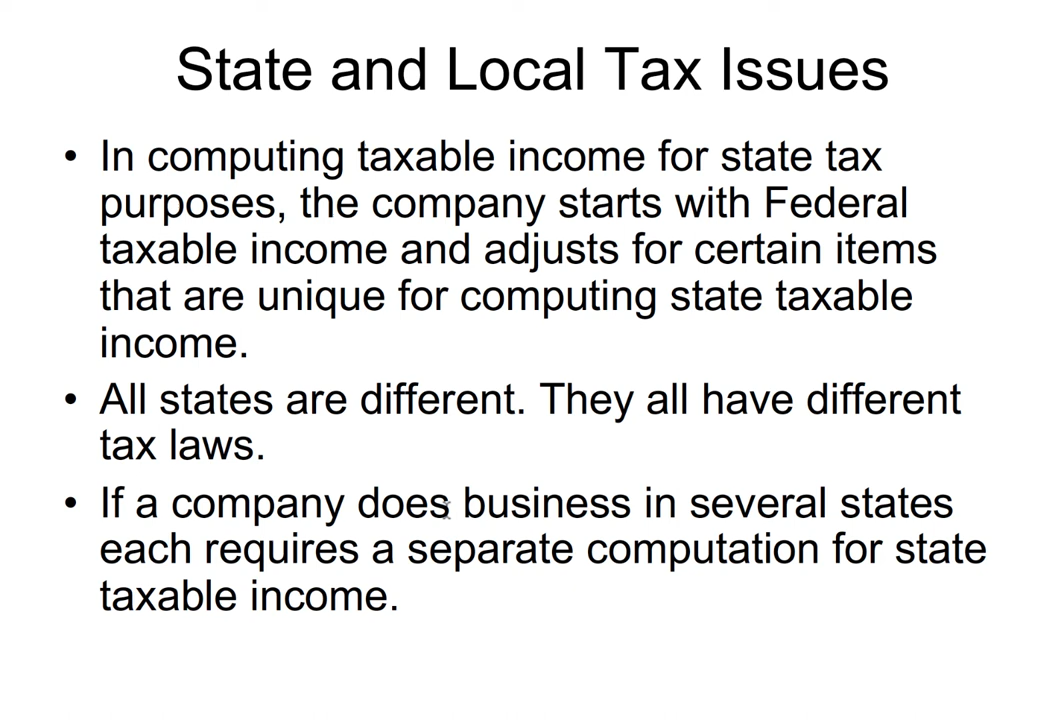 State and Local Tax Issues
• In computing taxable income for state tax
purposes, the company starts with Federal
taxable income and adjusts for certain items
that are unique for computing state taxable
income.
• All states are different. They all have different
tax laws.
• If a company does business in several states
each requires a separate computation for state
taxable income.